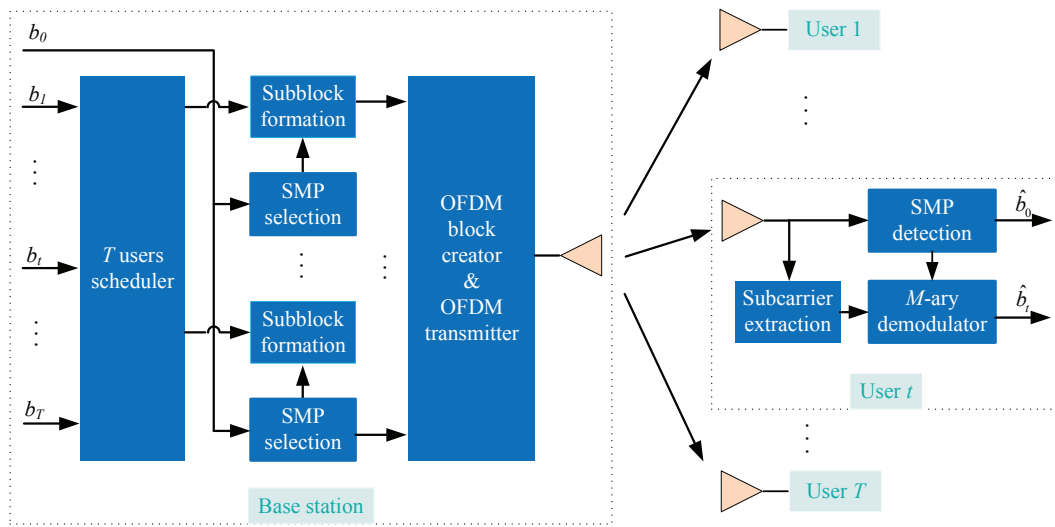 b₀
b₁
⋮
bₜ
⋮
b_T
T users
scheduler
Subblock
formation
SMP
selection
⋮
⋮
Subblock
formation
SMP
selection
OFDM
block
creator
&
OFDM
transmitter
Base station
User 1
⋮
SMP
detection
b̂₀
Subcarrier
extraction
M-ary
demodulator
b̂ₜ
User t
⋮
User T